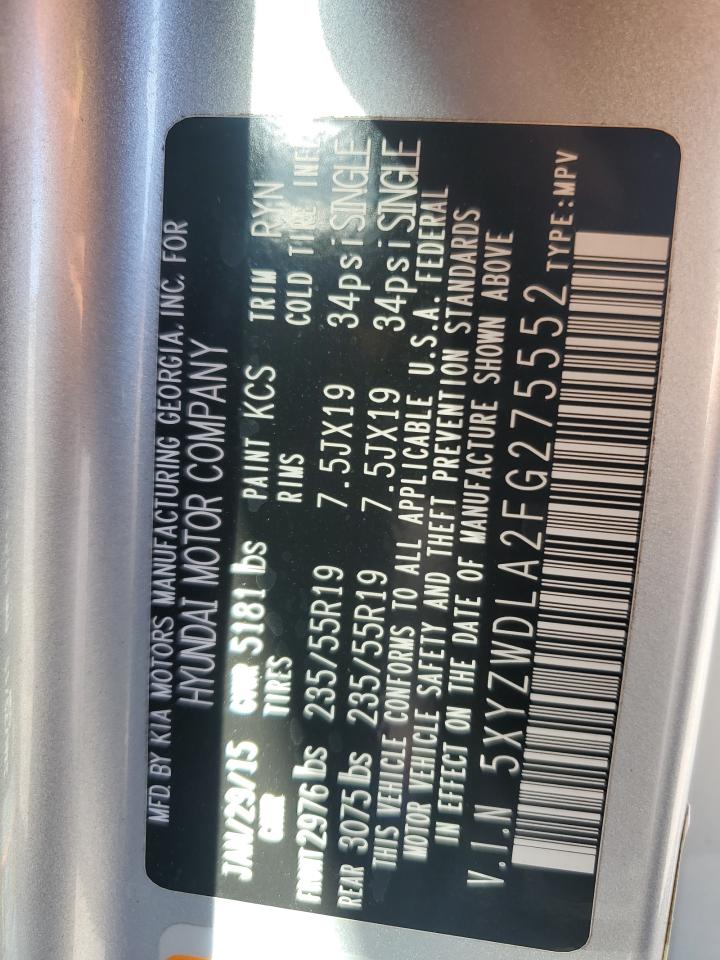 MFD. BY KIA MOTORS MANUFACTURING GEORGIA, INC. FOR
HYUNDAI MOTOR COMPANY
JAN/29/15 GVWR 5181 lbs PAINT KCS TRIM RYN
GAWR TIRES RIMS COLD TIRE INF
FRONT 2976 lbs 235/55R19 7.5JX19 34psi SINGLE
REAR 3075 lbs 235/55R19 7.5JX19 34psi SINGLE
THIS VEHICLE CONFORMS TO ALL APPLICABLE U.S.A. FEDERAL
MOTOR VEHICLE SAFETY AND THEFT PREVENTION STANDARDS
IN EFFECT ON THE DATE OF MANUFACTURE SHOWN ABOVE
V.I.N 5XYZWDLA2FG275552 TYPE:MPV